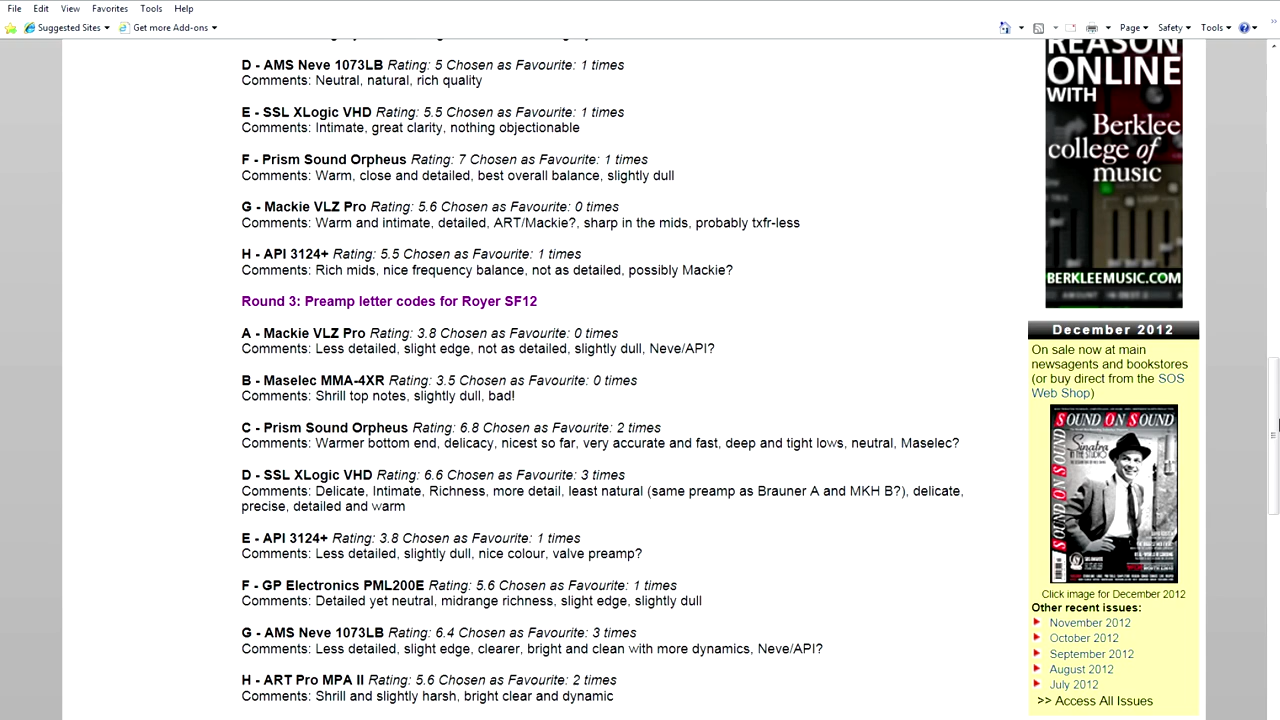 File Edit View Favorites Tools Help
Suggested Sites Get more Add-ons Page Safety Tools
D - AMS Neve 1073LB Rating: 5 Chosen as Favourite: 1 times
Comments: Neutral, natural, rich quality
E - SSL XLogic VHD Rating: 5.5 Chosen as Favourite: 1 times
Comments: Intimate, great clarity, nothing objectionable
F - Prism Sound Orpheus Rating: 7 Chosen as Favourite: 1 times
Comments: Warm, close and detailed, best overall balance, slightly dull
G - Mackie VLZ Pro Rating: 5.6 Chosen as Favourite: 0 times
Comments: Warm and intimate, detailed, ART/Mackie?, sharp in the mids, probably txfr-less
H - API 3124+ Rating: 5.5 Chosen as Favourite: 1 times
Comments: Rich mids, nice frequency balance, not as detailed, possibly Mackie?
Round 3: Preamp letter codes for Royer SF12
A - Mackie VLZ Pro Rating: 3.8 Chosen as Favourite: 0 times
Comments: Less detailed, slight edge, not as detailed, slightly dull, Neve/API?
B - Maselec MMA-4XR Rating: 3.5 Chosen as Favourite: 0 times
Comments: Shrill top notes, slightly dull, bad!
C - Prism Sound Orpheus Rating: 6.8 Chosen as Favourite: 2 times
Comments: Warmer bottom end, delicacy, nicest so far, very accurate and fast, deep and tight lows, neutral, Maselec?
D - SSL XLogic VHD Rating: 6.6 Chosen as Favourite: 3 times
Comments: Delicate, Intimate, Richness, more detail, least natural (same preamp as Brauner A and MKH B?), delicate,
precise, detailed and warm
E - API 3124+ Rating: 3.8 Chosen as Favourite: 1 times
Comments: Less detailed, slightly dull, nice colour, valve preamp?
F - GP Electronics PML200E Rating: 5.6 Chosen as Favourite: 1 times
Comments: Detailed yet neutral, midrange richness, slight edge, slightly dull
G - AMS Neve 1073LB Rating: 6.4 Chosen as Favourite: 3 times
Comments: Less detailed, slight edge, clearer, bright and clean with more dynamics, Neve/API?
H - ART Pro MPA II Rating: 5.6 Chosen as Favourite: 2 times
Comments: Shrill and slightly harsh, bright clear and dynamic
REASON
ONLINE
WITH
Berklee
college of
music
BERKLEEMUSIC.COM
December 2012
On sale now at main
newsagents and bookstores
(or buy direct from the SOS
Web Shop)
SOUND ON SOUND
Sinatra
IN THE STUDIO
SOUND ON SOUND
Click image for December 2012
Other recent issues:
November 2012
October 2012
September 2012
August 2012
July 2012
>> Access All Issues